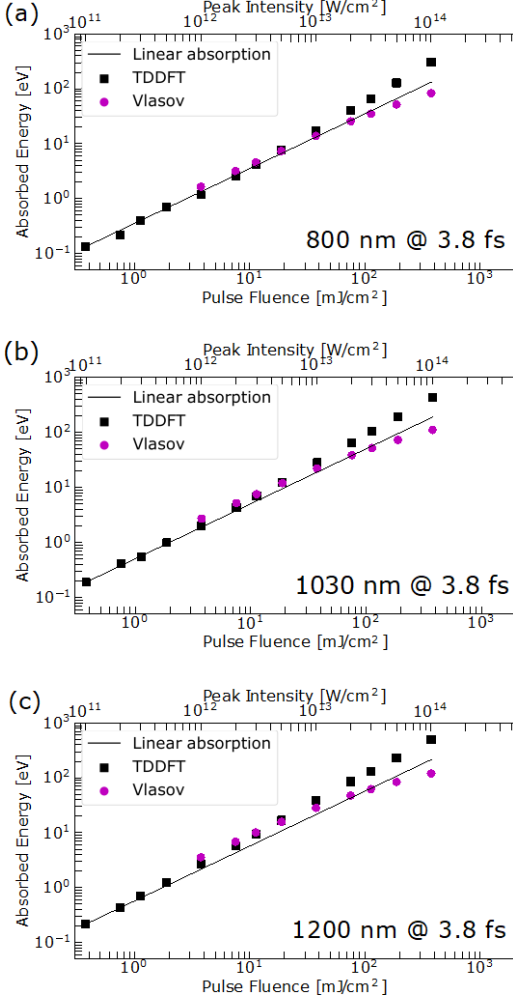 (a)
Peak Intensity [W/cm²]
10¹¹ 10¹² 10¹³ 10¹⁴
Absorbed Energy [eV]
10³
10²
10¹
10⁰
10⁻¹
Linear absorption
TDDFT
Vlasov
800 nm @ 3.8 fs
10⁰ 10¹ 10² 10³
Pulse Fluence [mJ/cm²]
(b)
Peak Intensity [W/cm²]
10¹¹ 10¹² 10¹³ 10¹⁴
Absorbed Energy [eV]
10³
10²
10¹
10⁰
10⁻¹
Linear absorption
TDDFT
Vlasov
1030 nm @ 3.8 fs
10⁰ 10¹ 10² 10³
Pulse Fluence [mJ/cm²]
(c)
Peak Intensity [W/cm²]
10¹¹ 10¹² 10¹³ 10¹⁴
Absorbed Energy [eV]
10³
10²
10¹
10⁰
10⁻¹
Linear absorption
TDDFT
Vlasov
1200 nm @ 3.8 fs
10⁰ 10¹ 10² 10³
Pulse Fluence [mJ/cm²]